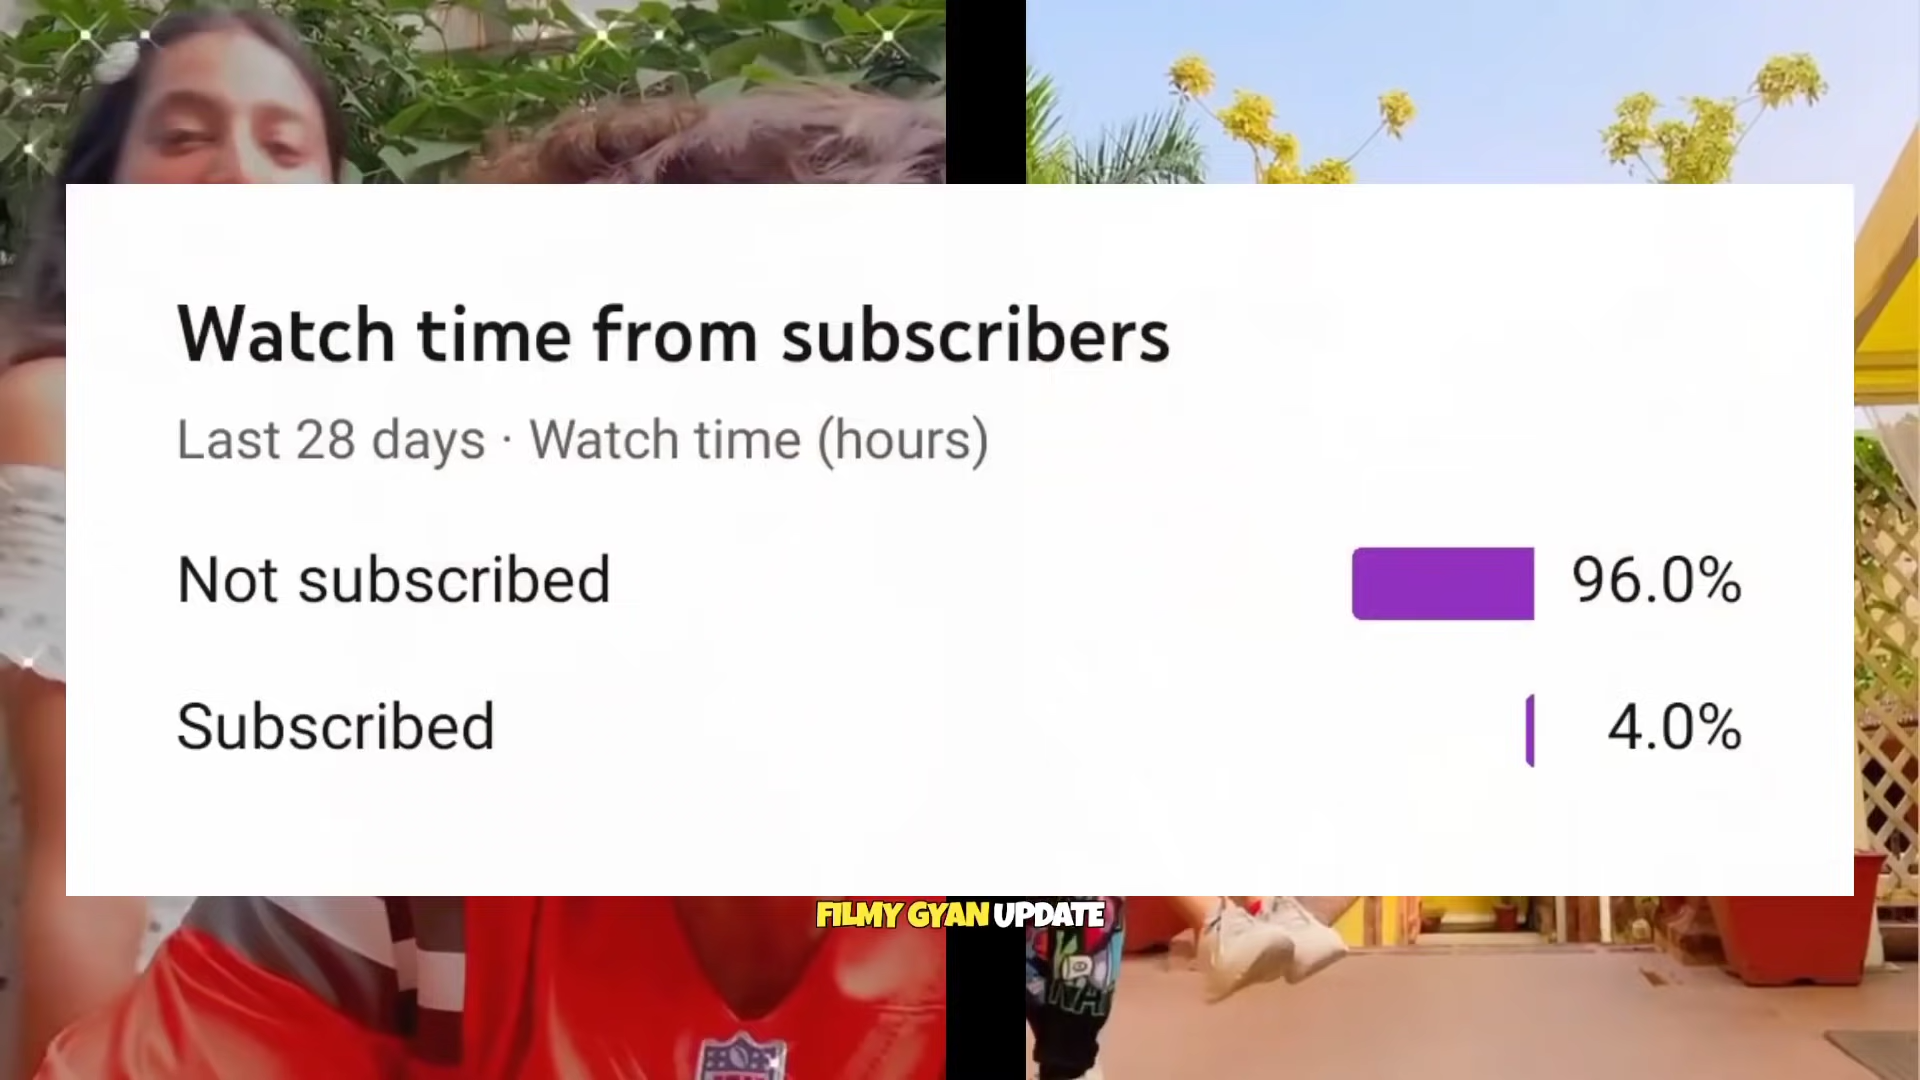 Watch time from subscribers
Last 28 days · Watch time (hours)
Not subscribed 96.0%
Subscribed 4.0%
FILMY GYAN UPDATE